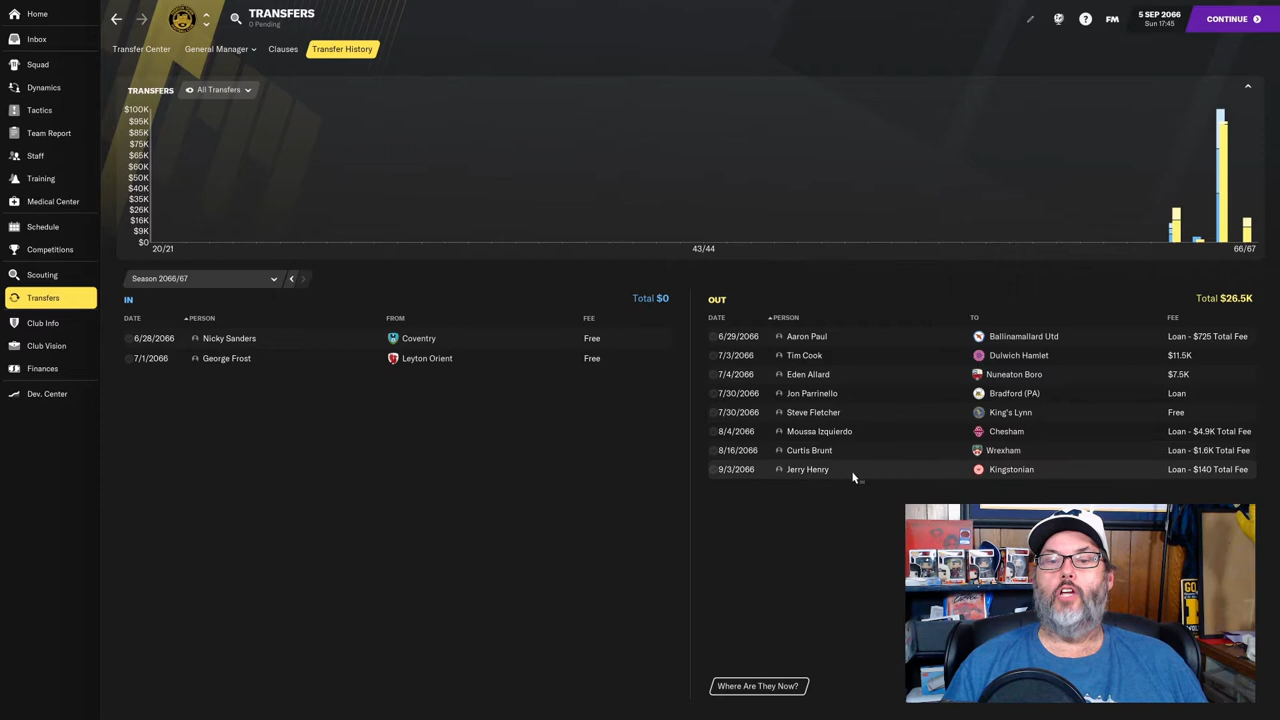 Home
TRANSFERS
0 Pending
FM
5 SEP 2066
Sun 17:45
CONTINUE
Inbox
Transfer Center
General Manager
Clauses
Transfer History
Squad
Dynamics
Tactics
Team Report
Staff
Training
Medical Center
Schedule
Competitions
Scouting
Transfers
Club Info
Club Vision
Finances
Dev. Center
TRANSFERS
All Transfers
$100K
$95K
$85K
$75K
$65K
$60K
$48K
$35K
$26K
$16K
$9K
$0
20/21
43/44
66/67
Season 2066/67
IN
Total $0
DATE PERSON FROM FEE
6/28/2066 Nicky Sanders Coventry Free
7/1/2066 George Frost Leyton Orient Free
OUT
Total $26.5K
DATE PERSON TO FEE
6/29/2066 Aaron Paul Ballinamallard Utd Loan - $725 Total Fee
7/3/2066 Tim Cook Dulwich Hamlet $11.5K
7/4/2066 Eden Allard Nuneaton Boro $7.5K
7/30/2066 Jon Parrinello Bradford (PA) Loan
7/30/2066 Steve Fletcher King's Lynn Free
8/4/2066 Moussa Izquierdo Chesham Loan - $4.9K Total Fee
8/16/2066 Curtis Brunt Wrexham Loan - $1.6K Total Fee
9/3/2066 Jerry Henry Kingstonian Loan - $140 Total Fee
Where Are They Now?